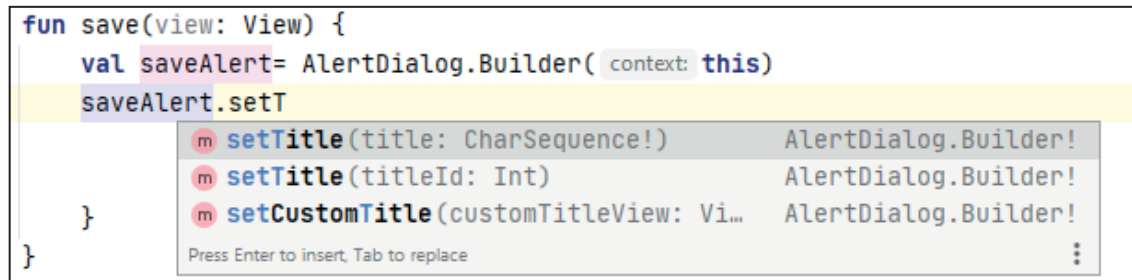 fun save(view: View) {
val saveAlert= AlertDialog.Builder( context: this)
saveAlert.setT
m setTitle(title: CharSequence!) AlertDialog.Builder!
m setTitle(titleId: Int) AlertDialog.Builder!
m setCustomTitle(customTitleView: Vi… AlertDialog.Builder!
}
Press Enter to insert, Tab to replace
}